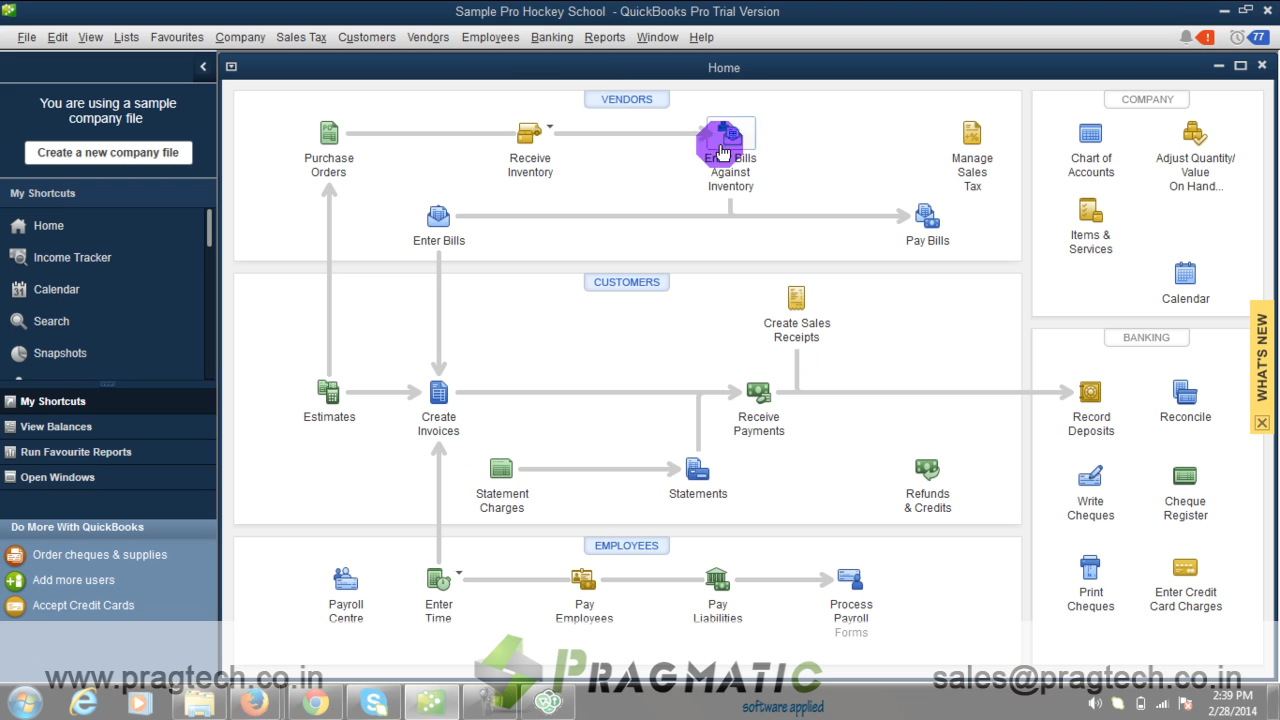 Sample Pro Hockey School - QuickBooks Pro Trial Version
File Edit View Lists Favourites Company Sales Tax Customers Vendors Employees Banking Reports Window Help
! 77
Home
You are using a sample
company file
Create a new company file
My Shortcuts
Home
Income Tracker
Calendar
Search
Snapshots
My Shortcuts
View Balances
Run Favourite Reports
Open Windows
Do More With QuickBooks
Order cheques & supplies
Add more users
Accept Credit Cards
VENDORS
Purchase
Orders
Receive
Inventory
Enter Bills
Against
Inventory
Manage
Sales
Tax
Enter Bills
Pay Bills
CUSTOMERS
Create Sales
Receipts
Estimates
Create
Invoices
Receive
Payments
Statement
Charges
Statements
Refunds
& Credits
EMPLOYEES
Payroll
Centre
Enter
Time
Pay
Employees
Pay
Liabilities
Process
Payroll
Forms
COMPANY
Chart of
Accounts
Adjust Quantity/
Value
On Hand...
Items &
Services
Calendar
BANKING
Record
Deposits
Reconcile
Write
Cheques
Cheque
Register
Print
Cheques
Enter Credit
Card Charges
WHAT'S NEW
www.pragtech.co.in
PRAGMATIC
software applied
sales@pragtech.co.in
2:39 PM
2/28/2014